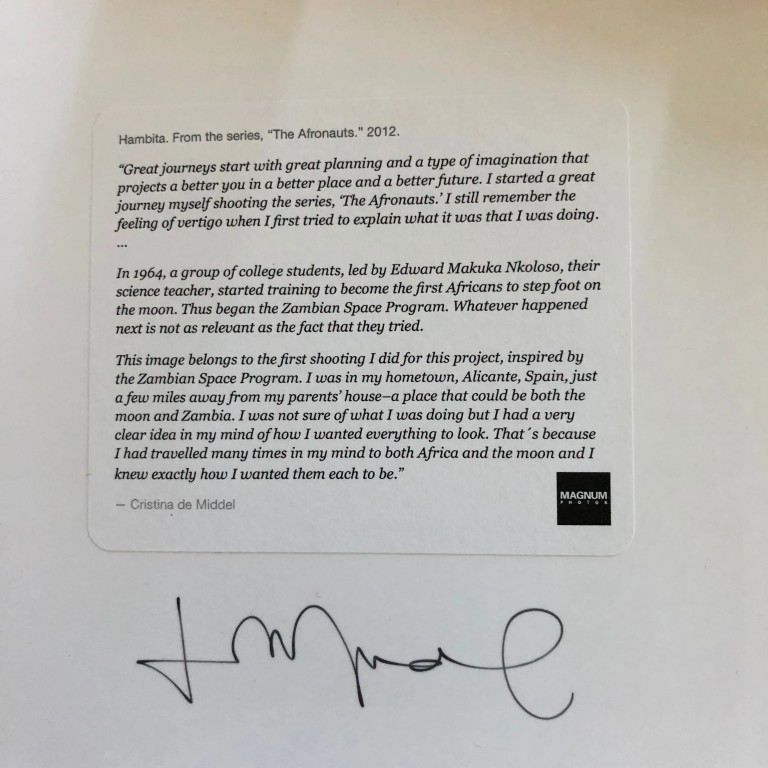 Hambita. From the series, “The Afronauts.” 2012.
“Great journeys start with great planning and a type of imagination that
projects a better you in a better place and a better future. I started a great
journey myself shooting the series, ‘The Afronauts.’ I still remember the
feeling of vertigo when I first tried to explain what it was that I was doing.
...
In 1964, a group of college students, led by Edward Makuka Nkoloso, their
science teacher, started training to become the first Africans to step foot on
the moon. Thus began the Zambian Space Program. Whatever happened
next is not as relevant as the fact that they tried.
This image belongs to the first shooting I did for this project, inspired by
the Zambian Space Program. I was in my hometown, Alicante, Spain, just
a few miles away from my parents’ house–a place that could be both the
moon and Zambia. I was not sure of what I was doing but I had a very
clear idea in my mind of how I wanted everything to look. That´s because
I had travelled many times in my mind to both Africa and the moon and I
knew exactly how I wanted them each to be.”
— Cristina de Middel
MAGNUM
PHOTOS